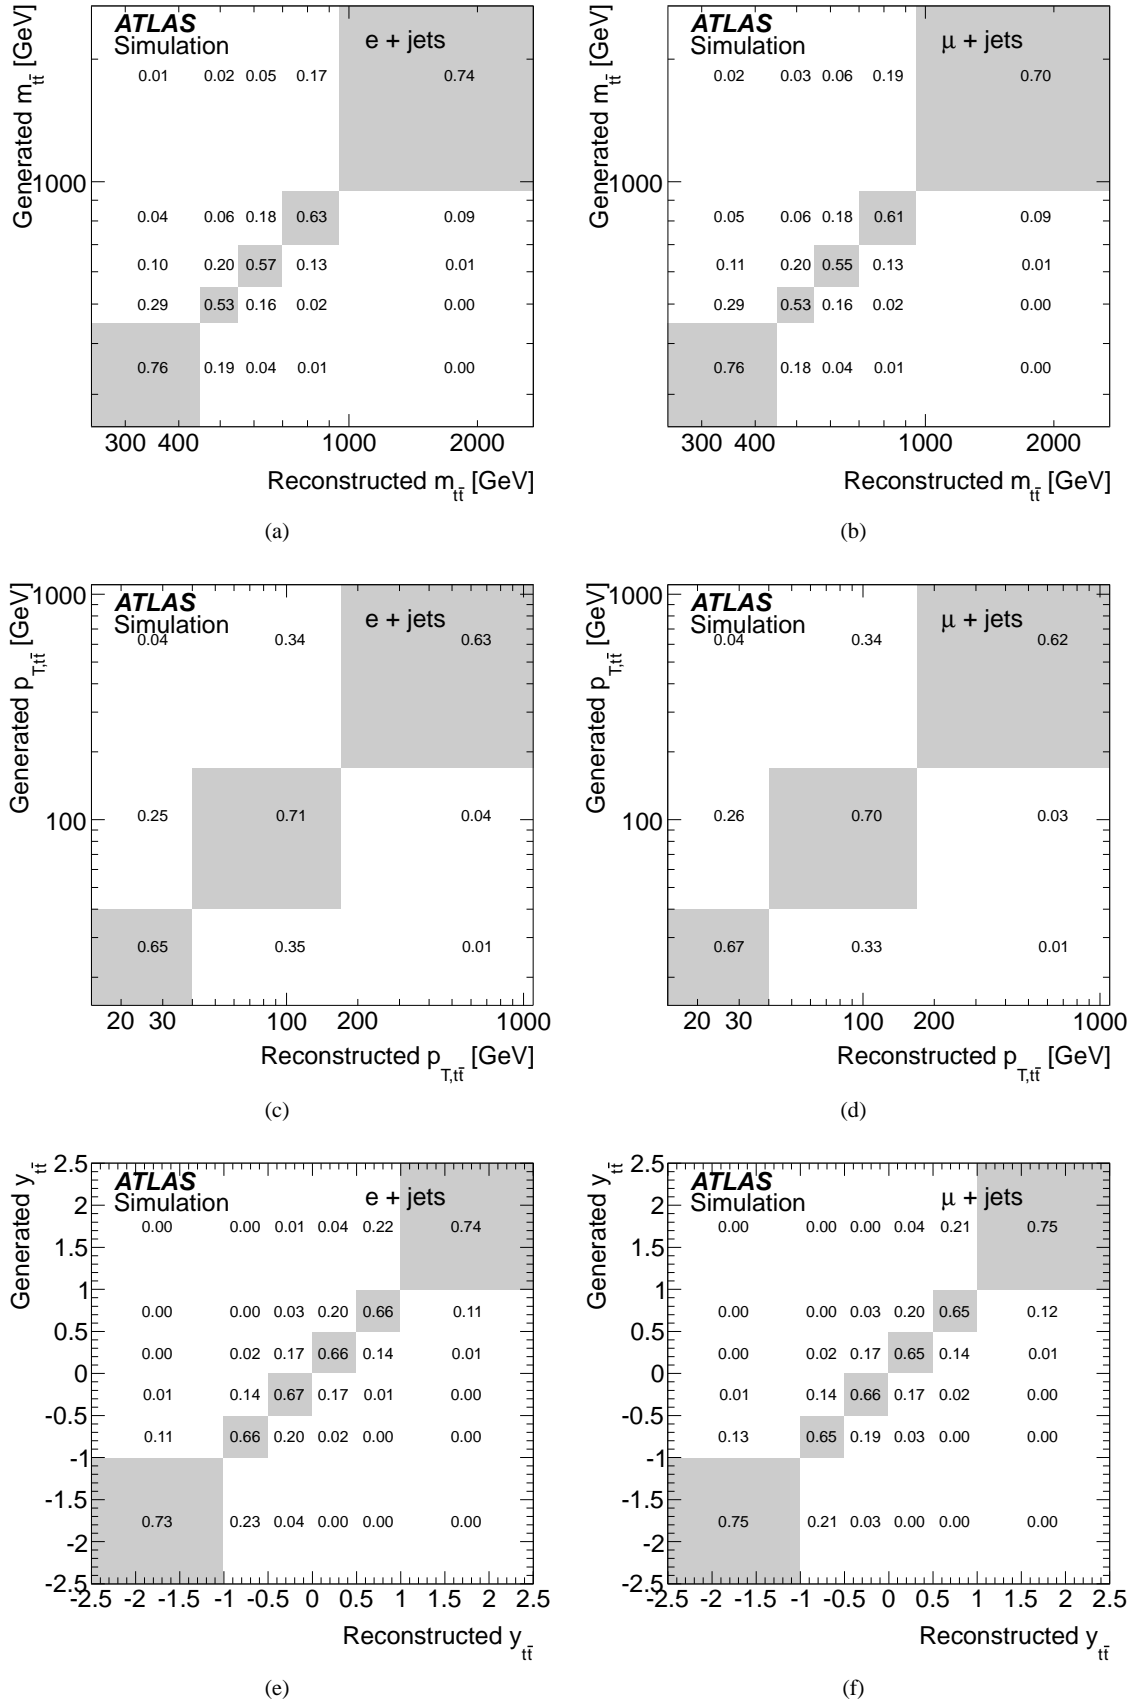 Generated m_tt̄ [GeV]
ATLAS
Simulation
e + jets
0.01 0.02 0.05 0.17 0.74
1000
0.04 0.06 0.18 0.63 0.09
0.10 0.20 0.57 0.13 0.01
0.29 0.53 0.16 0.02 0.00
0.76 0.19 0.04 0.01 0.00
300 400 1000 2000
Reconstructed m_tt̄ [GeV]
(a)
Generated m_tt̄ [GeV]
ATLAS
Simulation
μ + jets
0.02 0.03 0.06 0.19 0.70
1000
0.05 0.06 0.18 0.61 0.09
0.11 0.20 0.55 0.13 0.01
0.29 0.53 0.16 0.02 0.00
0.76 0.18 0.04 0.01 0.00
300 400 1000 2000
Reconstructed m_tt̄ [GeV]
(b)
Generated p_T,tt̄ [GeV]
1000
ATLAS
Simulation
e + jets
0.04 0.34 0.63
100
0.25 0.71 0.04
0.65 0.35 0.01
20 30 100 200 1000
Reconstructed p_T,tt̄ [GeV]
(c)
Generated p_T,tt̄ [GeV]
1000
ATLAS
Simulation
μ + jets
0.04 0.34 0.62
100
0.26 0.70 0.03
0.67 0.33 0.01
20 30 100 200 1000
Reconstructed p_T,tt̄ [GeV]
(d)
Generated y_tt̄
2.5
ATLAS
Simulation
e + jets
2
0.00 0.00 0.01 0.04 0.22 0.74
1.5
1
0.00 0.00 0.03 0.20 0.66 0.11
0.5
0.00 0.02 0.17 0.66 0.14 0.01
0
0.01 0.14 0.67 0.17 0.01 0.00
-0.5
0.11 0.66 0.20 0.02 0.00 0.00
-1
-1.5
0.73 0.23 0.04 0.00 0.00 0.00
-2
-2.5
-2.5 -2 -1.5 -1 -0.5 0 0.5 1 1.5 2 2.5
Reconstructed y_tt̄
(e)
Generated y_tt̄
2.5
ATLAS
Simulation
μ + jets
2
0.00 0.00 0.00 0.04 0.21 0.75
1.5
1
0.00 0.00 0.03 0.20 0.65 0.12
0.5
0.00 0.02 0.17 0.65 0.14 0.01
0
0.01 0.14 0.66 0.17 0.02 0.00
-0.5
0.13 0.65 0.19 0.03 0.00 0.00
-1
-1.5
0.75 0.21 0.03 0.00 0.00 0.00
-2
-2.5
-2.5 -2 -1.5 -1 -0.5 0 0.5 1 1.5 2 2.5
Reconstructed y_tt̄
(f)